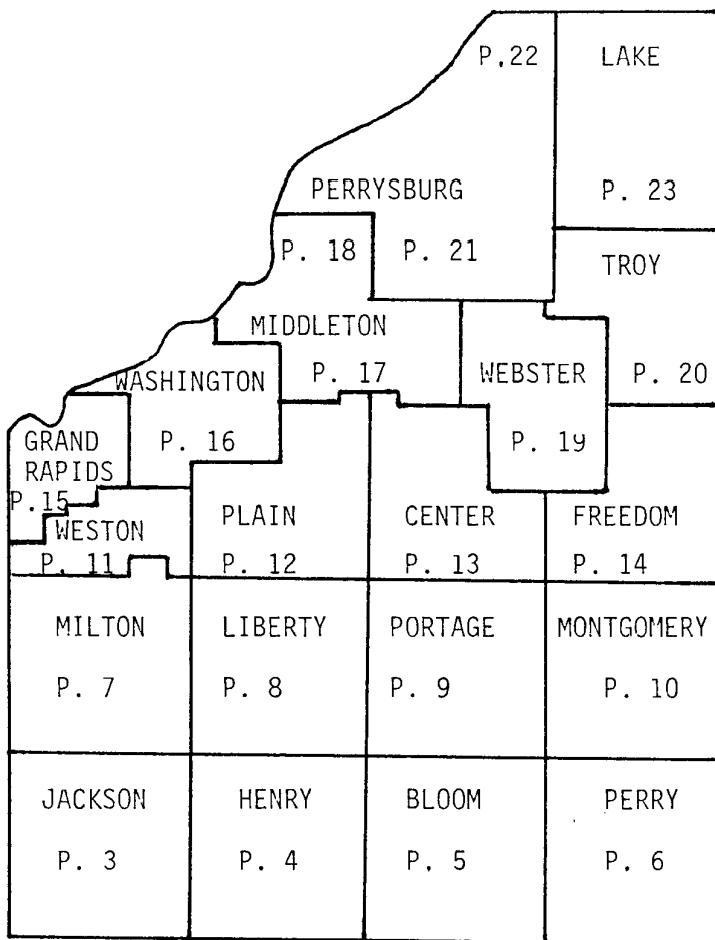 P.22
LAKE
PERRYSBURG
P. 23
P. 18
P. 21
TROY
MIDDLETON
P. 17
WASHINGTON
WEBSTER
P. 20
GRAND
RAPIDS
P. 16
P. 19
P.15
WESTON
PLAIN
CENTER
FREEDOM
P. 11
P. 12
P. 13
P. 14
MILTON
LIBERTY
PORTAGE
MONTGOMERY
P. 7
P. 8
P. 9
P. 10
JACKSON
HENRY
BLOOM
PERRY
P. 3
P. 4
P. 5
P. 6